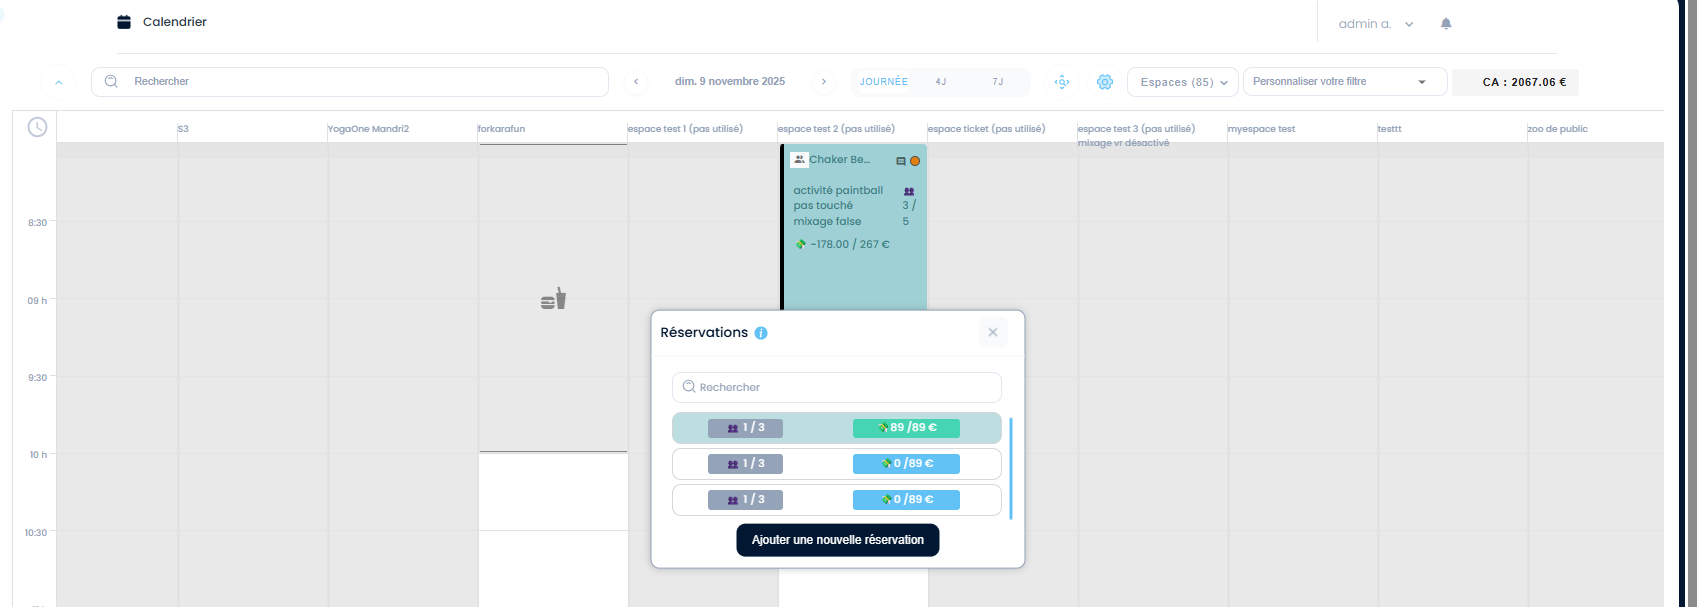 Calendrier
admin a.
Rechercher
dim. 9 novembre 2025
JOURNÉE
4J
7J
Espaces (85)
Personnaliser votre filtre
CA : 2067.06 €
S3
YogaOne Mandri2
forkarafun
espace test 1 (pas utilisé)
espace test 2 (pas utilisé)
espace ticket (pas utilisé)
espace test 3 (pas utilisé)
mixage vr désactivé
myespace test
testtt
zoo de public
Chaker Be...
activité paintball
pas touché
mixage false
3 /
5
-178.00 / 267 €
8:30
09 h
9:30
10 h
10:30
Réservations
Rechercher
1 / 3
89 /89 €
1 / 3
0 /89 €
1 / 3
0 /89 €
Ajouter une nouvelle réservation